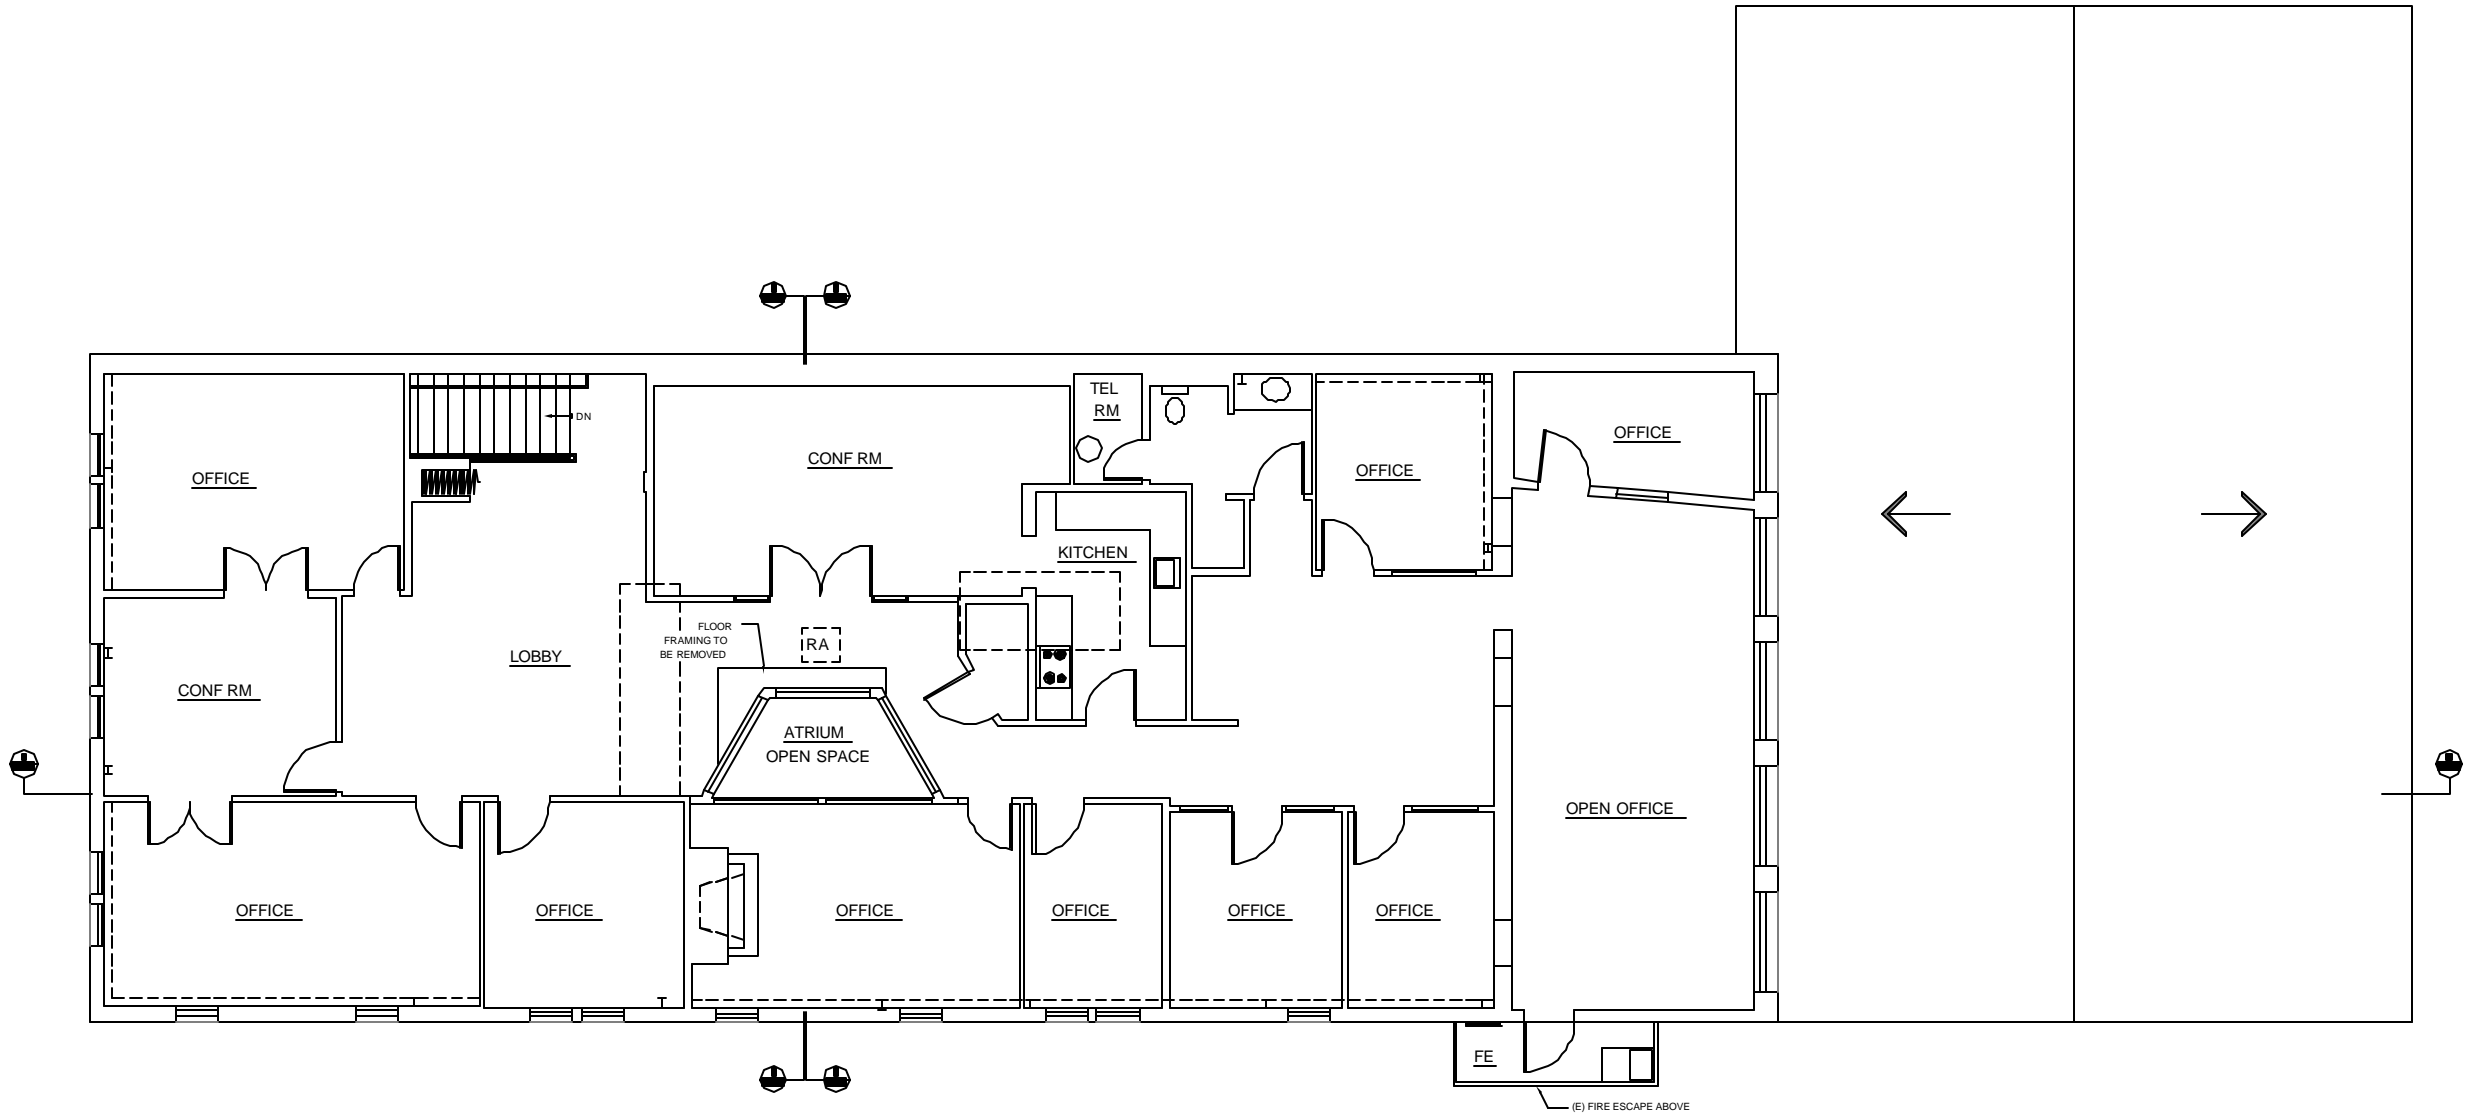 TEL
RM
DN
OFFICE
CONF RM
OFFICE
OFFICE
OFFICE
KITCHEN
FLOOR
FRAMING TO
BE REMOVED
RA
LOBBY
CONF RM
ATRIUM
OPEN SPACE
OPEN OFFICE
OFFICE
OFFICE
OFFICE
OFFICE
OFFICE
OFFICE
FE
(E) FIRE ESCAPE ABOVE